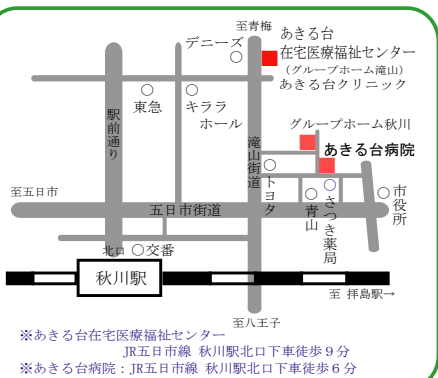 至青梅
デニーズ
あきる台
在宅医療福祉センター
（グループホーム滝山）
あきる台クリニック
東急
キララ
ホール
駅前通り
滝山街道
グループホーム秋川
あきる台病院
トヨタ
青山
さつき薬局
市役所
至五日市
五日市街道
北口
交番
秋川駅
至 拝島駅→
至八王子
※あきる台在宅医療福祉センター
JR五日市線 秋川駅北口下車徒歩９分
※あきる台病院：JR五日市線 秋川駅北口下車徒歩６分